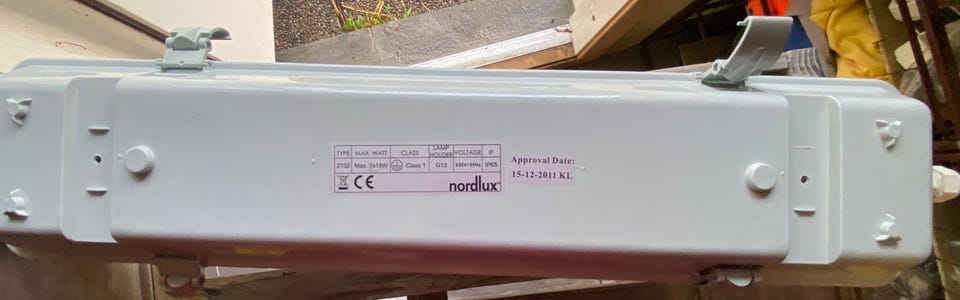 TYPE MAX. WATT CLASS LAMP HOLDER VOLTAGE IP
2732 Max. 2x18W Class 1 G13 230V~50Hz IP65
CE nordlux
Approval Date:
15-12-2011 KL